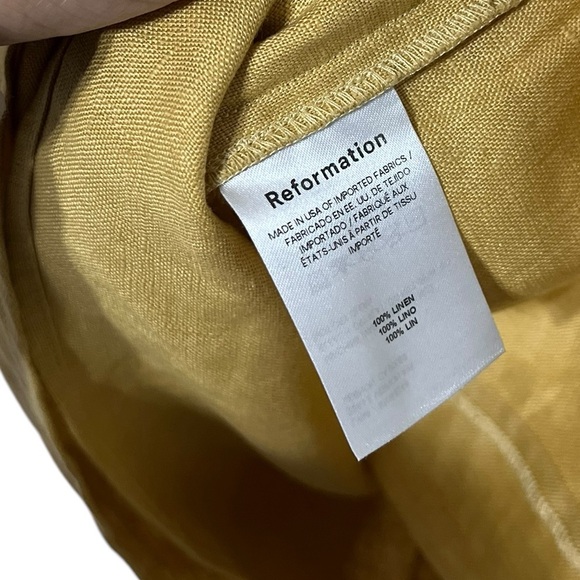 Reformation
MADE IN USA OF IMPORTED FABRICS /
FABRICADO EN EE. UU. DE TEJIDO
IMPORTADO / FABRIQUÉ AUX
ÉTATS-UNIS À PARTIR DE TISSU
IMPORTÉ
100% LINEN
100% LINO
100% LIN